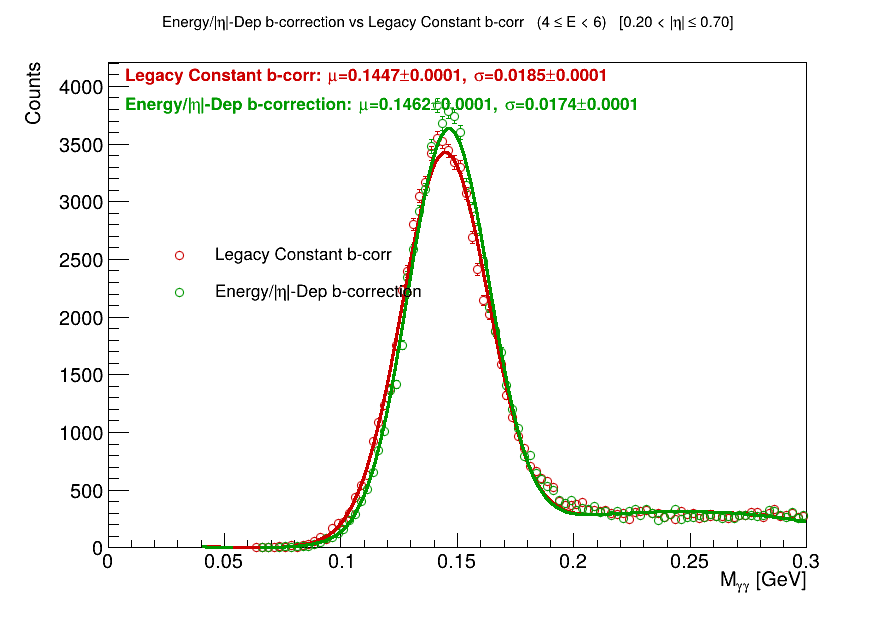 Energy/|η|-Dep b-correction vs Legacy Constant b-corr (4 ≤ E < 6) [0.20 < |η| ≤ 0.70]
Legacy Constant b-corr: μ=0.1447±0.0001, σ=0.0185±0.0001
Energy/|η|-Dep b-correction: μ=0.1462±0.0001, σ=0.0174±0.0001
Counts
4000
3500
3000
2500
2000
1500
1000
500
0
Legacy Constant b-corr
Energy/|η|-Dep b-correction
0 0.05 0.1 0.15 0.2 0.25 0.3
Mγγ [GeV]